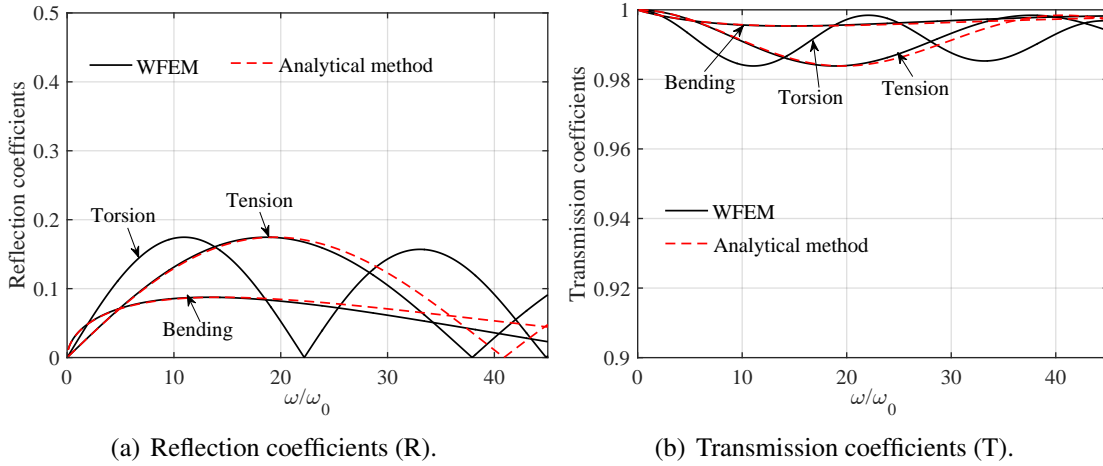 0.5
0.4
0.3
0.2
0.1
0
Reflection coefficients
WFEM
Analytical method
Torsion
Tension
Bending
0 10 20 30 40
ω/ω0
(a) Reflection coefficients (R).
1
0.98
0.96
0.94
0.92
0.9
Transmission coefficients
Bending
Torsion
Tension
WFEM
Analytical method
0 10 20 30 40
ω/ω0
(b) Transmission coefficients (T).